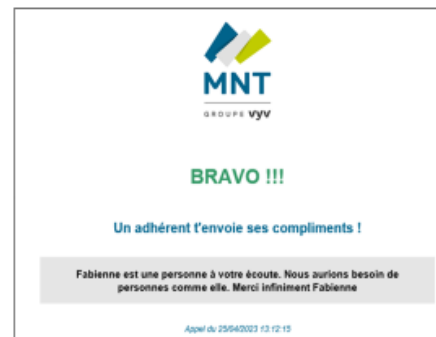 MNT
GROUPE vyv
BRAVO !!!
Un adhérent t'envoie ses compliments !
Fabienne est une personne à votre écoute. Nous aurions besoin de
personnes comme elle. Merci infiniment Fabienne
Appel du 25/04/2023 13:12:15